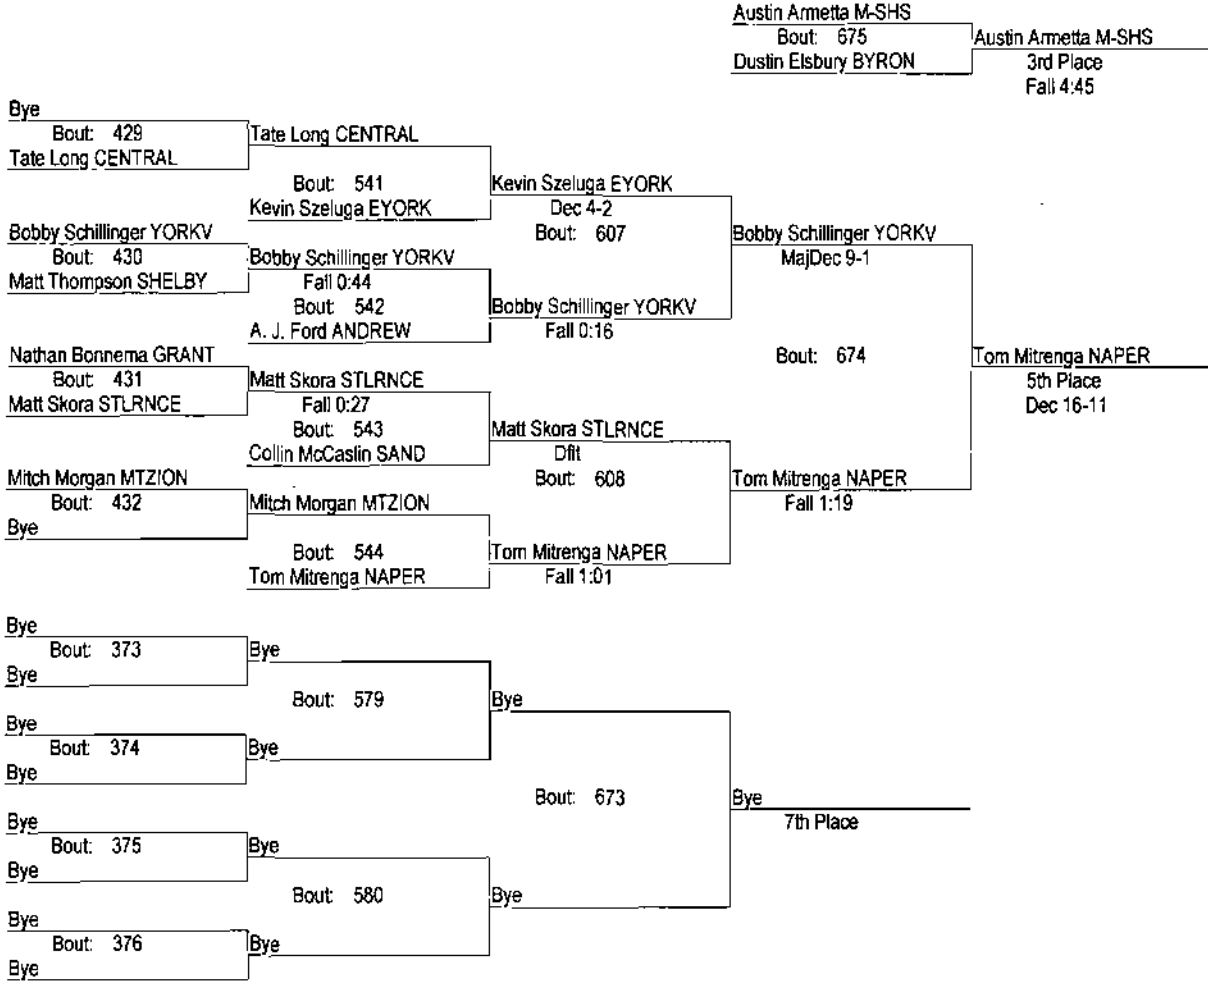 Austin Armetta M-SHS
Bout: 675
Austin Armetta M-SHS
Dustin Elsbury BYRON
3rd Place
Fall 4:45
Bye
Bout: 429
Tate Long CENTRAL
Tate Long CENTRAL
Bout: 541
Kevin Szeluga EYORK
Kevin Szeluga EYORK
Dec 4-2
Bout: 607
Bobby Schillinger YORKV
Bobby Schillinger YORKV
MajDec 9-1
Bout: 430
Bobby Schillinger YORKV
Matt Thompson SHELBY
Fall 0:44
Bout: 542
Bobby Schillinger YORKV
A. J. Ford ANDREW
Fall 0:16
Nathan Bonnema GRANT
Bout: 674
Tom Mitrenga NAPER
Bout: 431
Matt Skora STLRNCE
5th Place
Matt Skora STLRNCE
Fall 0:27
Dec 16-11
Bout: 543
Matt Skora STLRNCE
Collin McCaslin SAND
Dflt
Mitch Morgan MTZION
Bout: 608
Tom Mitrenga NAPER
Bout: 432
Mitch Morgan MTZION
Fall 1:19
Bye
Bout: 544
Tom Mitrenga NAPER
Tom Mitrenga NAPER
Fall 1:01
Bye
Bout: 373
Bye
Bye
Bout: 579
Bye
Bye
Bout: 374
Bye
Bye
Bout: 673
Bye
Bye
7th Place
Bout: 375
Bye
Bye
Bout: 580
Bye
Bye
Bout: 376
Bye
Bye